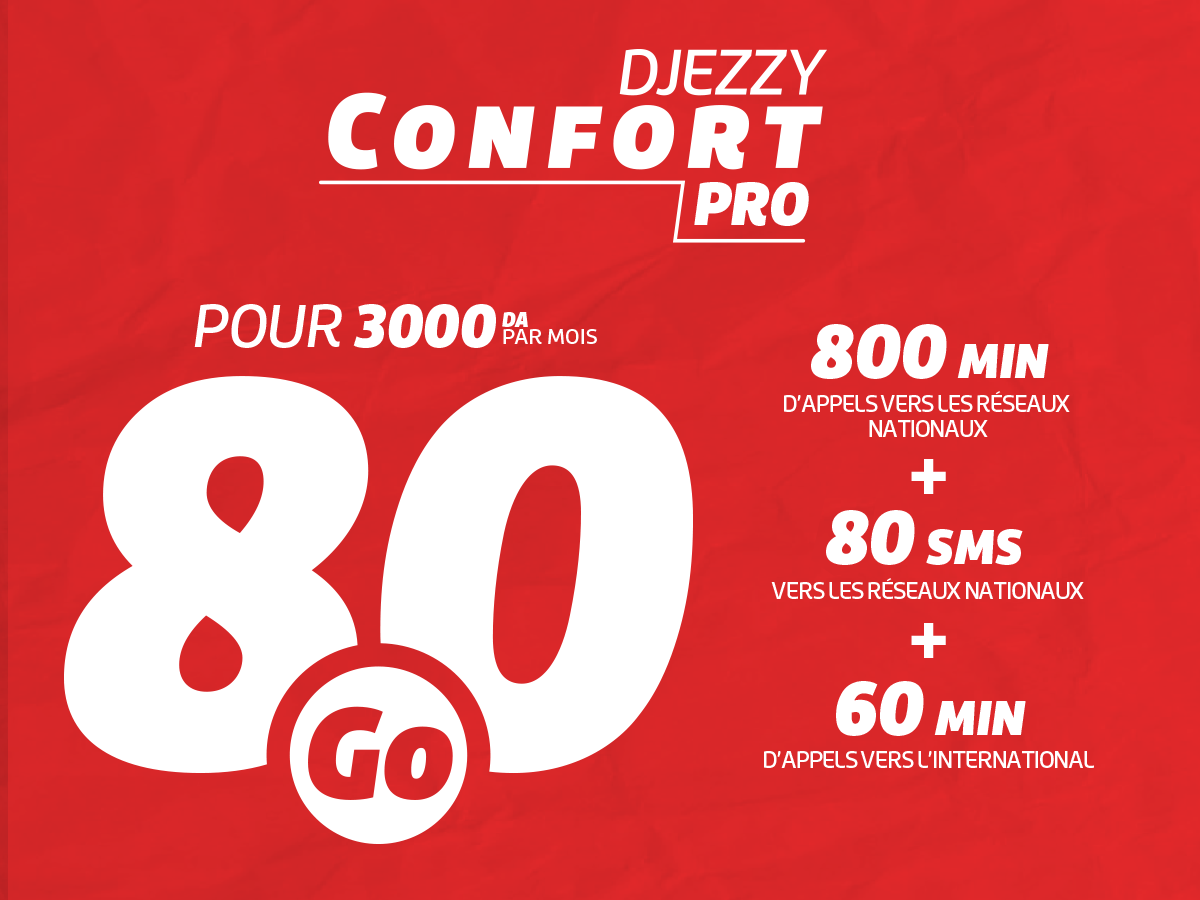 DJEZZY
CONFORT
PRO
POUR 3000 DA
PAR MOIS
80
Go
800 MIN
D'APPELS VERS LES RÉSEAUX
NATIONAUX
+
80 SMS
VERS LES RÉSEAUX NATIONAUX
+
60 MIN
D'APPELS VERS L'INTERNATIONAL